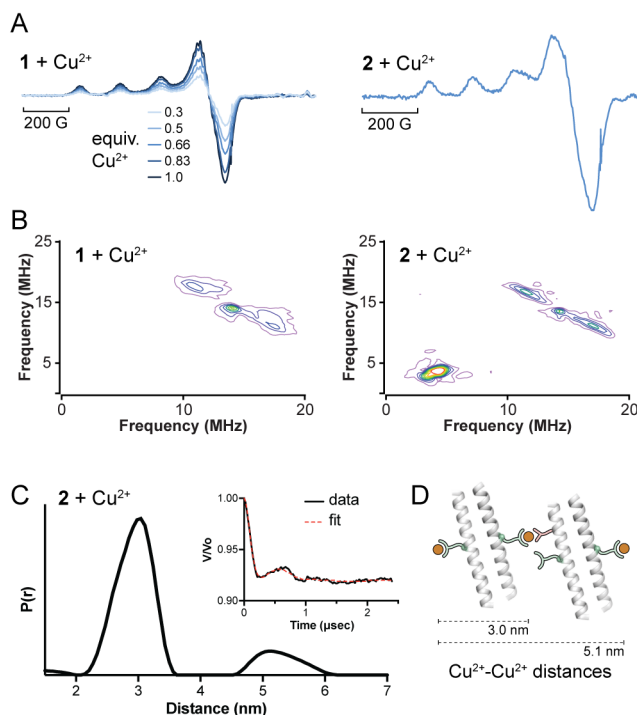 A
1 + Cu²⁺
200 G
equiv.
Cu²⁺
0.3
0.5
0.66
0.83
1.0
2 + Cu²⁺
200 G
B
25
15
5
Frequency (MHz)
1 + Cu²⁺
0
10
20
Frequency (MHz)
25
15
5
Frequency (MHz)
2 + Cu²⁺
0
10
20
Frequency (MHz)
C
2 + Cu²⁺
P(r)
2
3
4
5
6
7
Distance (nm)
1.00
0.95
0.90
V/Vo
data
fit
0
1
2
Time (μsec)
D
3.0 nm
5.1 nm
Cu²⁺-Cu²⁺ distances